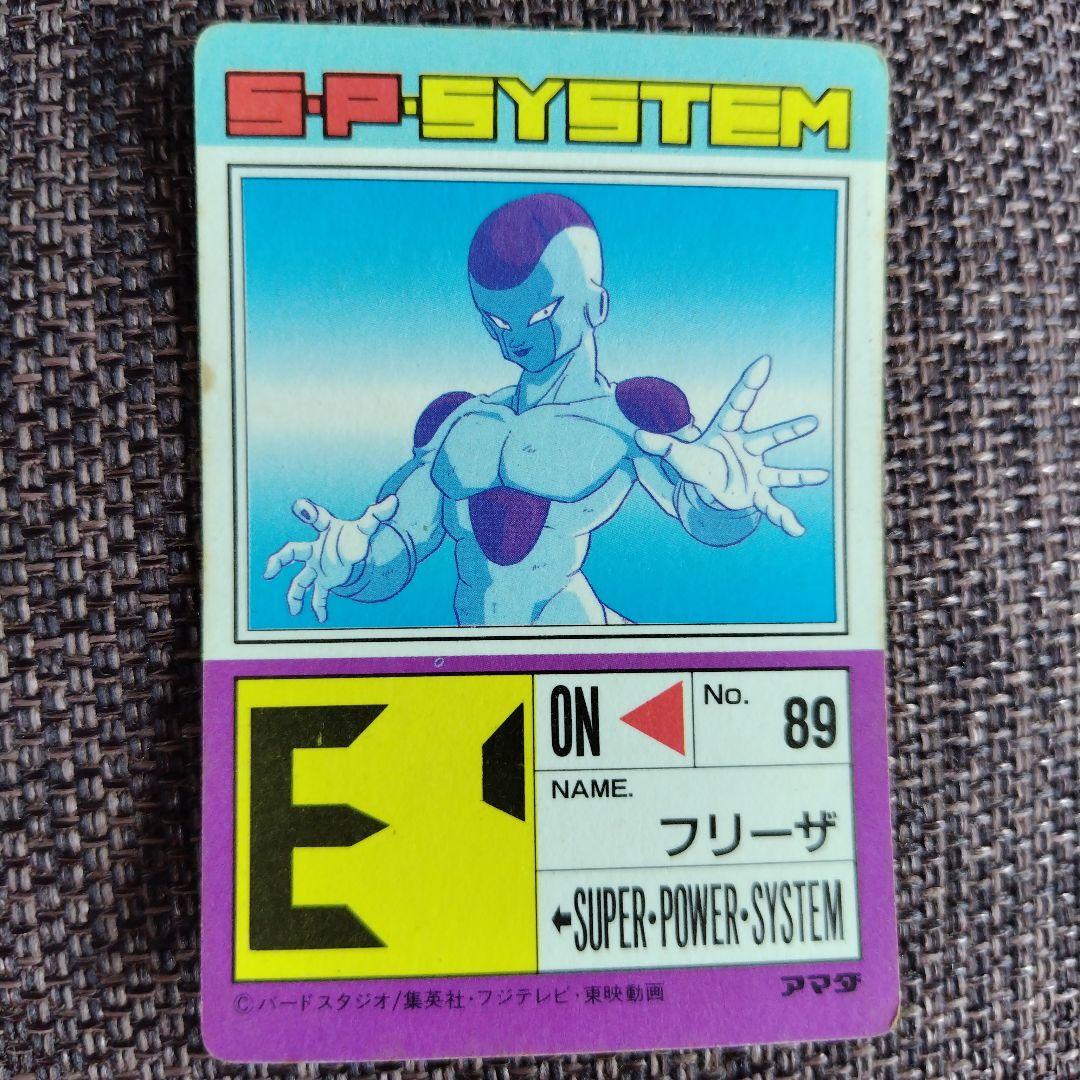 S・P・SYSTEM
E
ON
No.
89
NAME.
フリーザ
SUPER・POWER・SYSTEM
©バードスタジオ/集英社・フジテレビ・東映動画
アマダ